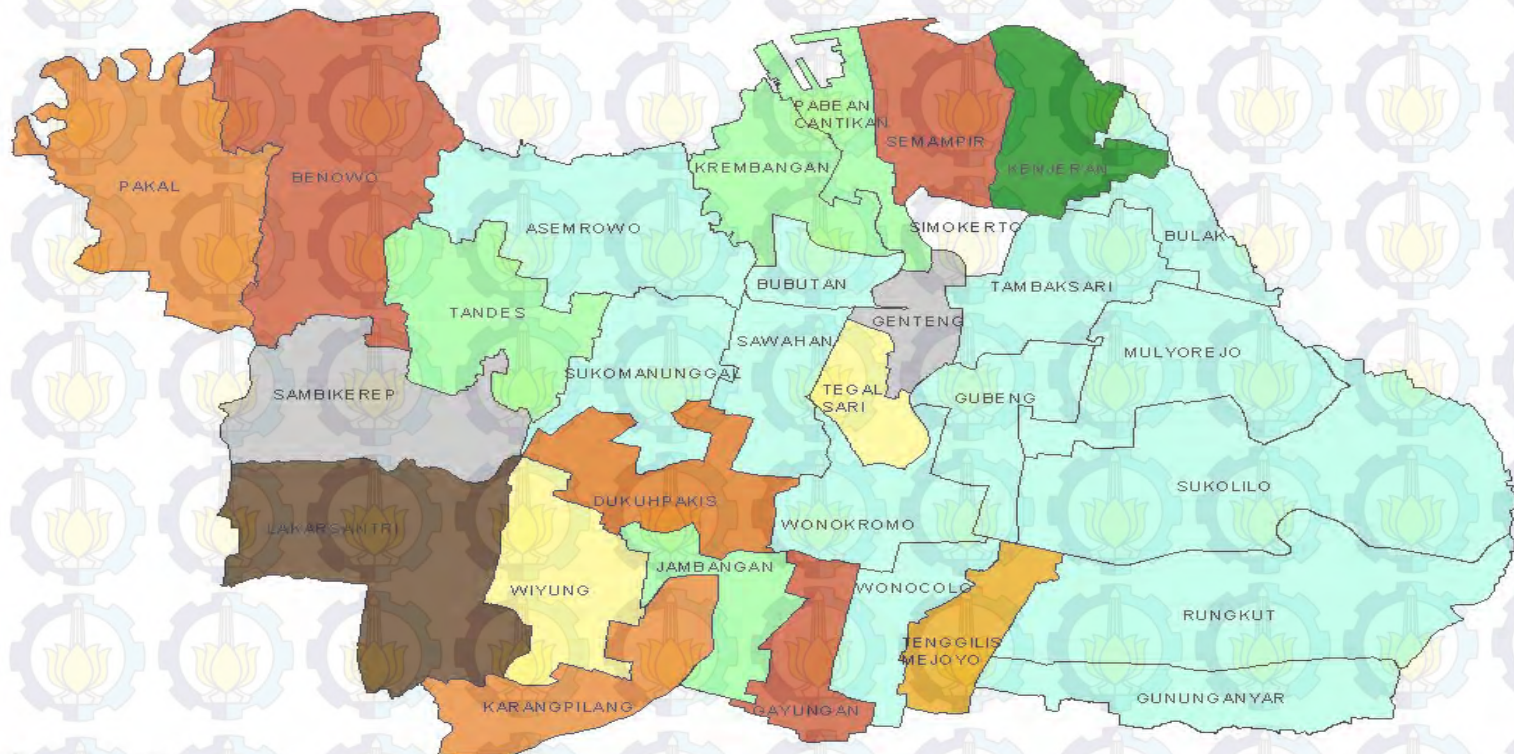 PABEAN
CANTIKAN
SEMAMPIR
KREMBANGAN
KENJERAN
PAKAL
BENOWO
ASEMROWO
SIMOKERTO
BULAK
BUBUTAN
TAMBAKSARI
TANDES
GENTENG
SAWAHAN
MULYOREJO
SUKOMANUNGGAL
SAMBIKEREP
TEGAL
SARI
GUBENG
SUKOLILO
DUKUHPAKIS
LAKARSANTRI
WONOKROMO
JAMBANGAN
WIYUNG
WONOCOLO
RUNGKUT
TENGGILIS
MEJOYO
GUNUNGANYAR
KARANGPILANG
GAYUNGAN